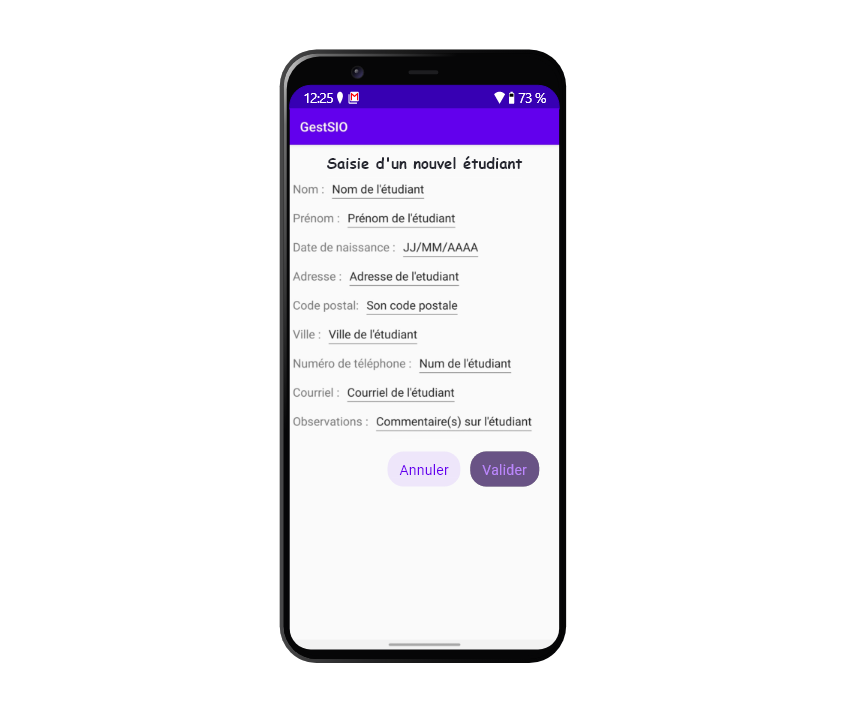 12:25 73 %
GestSIO
Saisie d'un nouvel étudiant
Nom : Nom de l'étudiant
Prénom : Prénom de l'étudiant
Date de naissance : JJ/MM/AAAA
Adresse : Adresse de l'etudiant
Code postal: Son code postale
Ville : Ville de l'étudiant
Numéro de téléphone : Num de l'étudiant
Courriel : Courriel de l'étudiant
Observations : Commentaire(s) sur l'étudiant
Annuler Valider